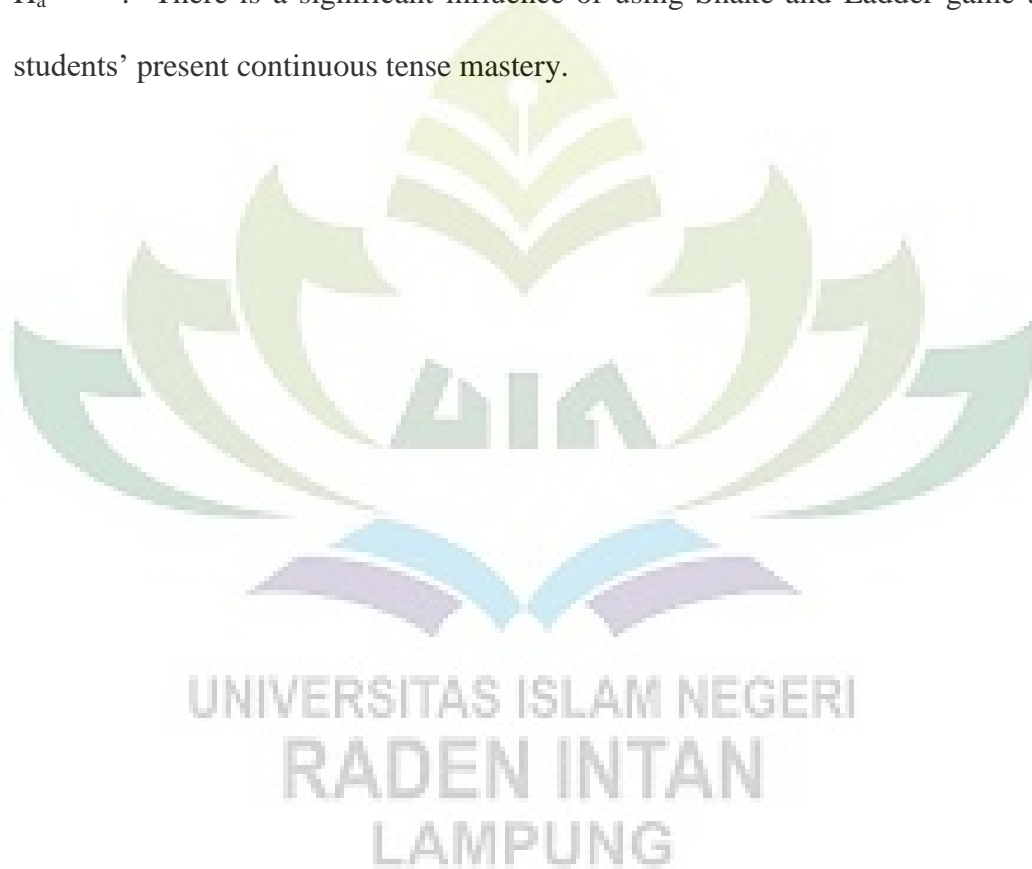 Hₐ : There is a significant influence of using Snake and Ladder game
students’ present continuous tense mastery.
UIN
UNIVERSITAS ISLAM NEGERI
RADEN INTAN
LAMPUNG